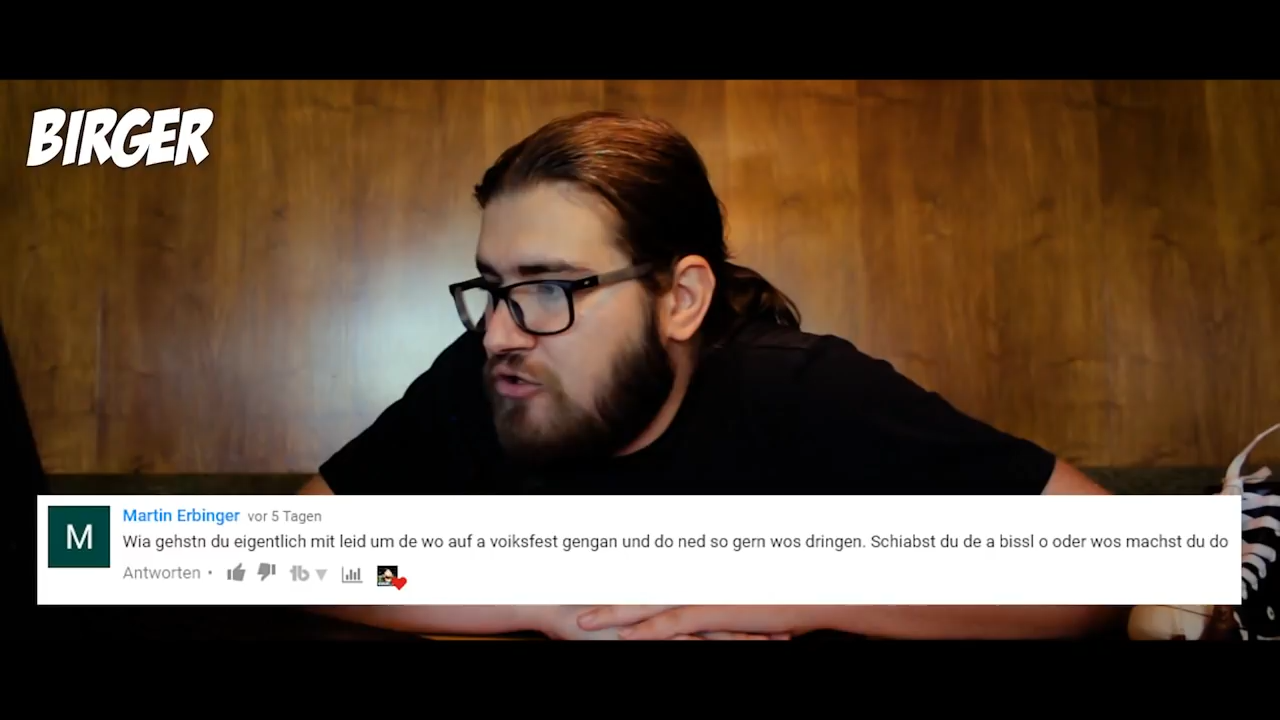 BIRGER
M
Martin Erbinger vor 5 Tagen
Wia gehstn du eigentlich mit leid um de wo auf a voiksfest gengan und do ned so gern wos dringen. Schiabst du de a bissl o oder wos machst du do
Antworten •